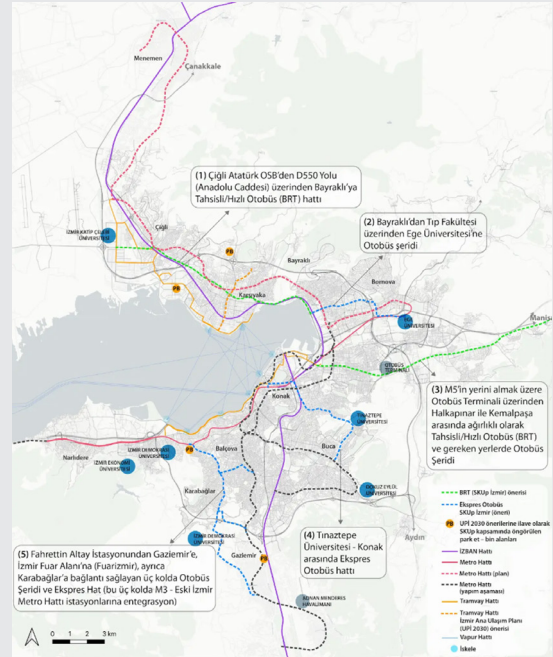 Menemen
Çanakkale
(1) Çiğli Atatürk OSB'den D550 Yolu
(Anadolu Caddesi) üzerinden Bayraklı'ya
Tahsisli/Hızlı Otobüs (BRT) hattı
(2) Bayraklı'dan Tıp Fakültesi
üzerinden Ege Üniversitesi'ne
Otobüs şeridi
İZMİR KATİP ÇELEBİ
ÜNİVERSİTESİ
Çiğli
PB
Bayraklı
PB
Karşıyaka
Bornova
EGE
ÜNİVERSİTESİ
Manisa
OTOBÜS
TERMİNALİ
(3) M5'in yerini almak üzere
Otobüs Terminali üzerinden
Halkapınar ile Kemalpaşa
arasında ağırlıklı olarak
Tahsisli/Hızlı Otobüs (BRT)
ve gereken yerlerde Otobüs
Şeridi
Konak
TINAZTEPE
ÜNİVERSİTESİ
Buca
Narlıdere
İZMİR EKONOMİ
ÜNİVERSİTESİ
İZMİR DEMOKRASİ
ÜNİVERSİTESİ
PB
Balçova
Aydın
DOKUZ EYLÜL
ÜNİVERSİTESİ
Karabağlar
İZMİR DEMOKRASİ
ÜNİVERSİTESİ
(4) Tınaztepe
Üniversitesi - Konak
arasında Ekspres
Otobüs hattı
(5) Fahrettin Altay İstasyonundan Gaziemir'e,
İzmir Fuar Alanı'na (Fuarizmir), ayrıca
Karabağlar'a bağlantı sağlayan üç kolda Otobüs
Şeridi ve Ekspres Hat (bu üç kolda M3 - Eski İzmir
Metro Hattı istasyonlarına entegrasyon)
Gaziemir
PB
ADNAN MENDERES
HAVALİMANI
BRT (SKUp İzmir) önerisi
Ekspres Otobüs
SKUp İzmir (öneri)
PB
UPİ 2030 önerilerine ilave olarak
SKUp kapsamında öngörülen
park et - bin alanları
İZBAN Hattı
Metro Hattı
Metro Hattı (plan)
Metro Hattı
(yapım aşaması)
Tramvay Hattı
Tramvay Hattı
İzmir Ana Ulaşım Planı
(UPİ 2030) önerisi
Vapur Hattı
İskele
0 1 2 3 km